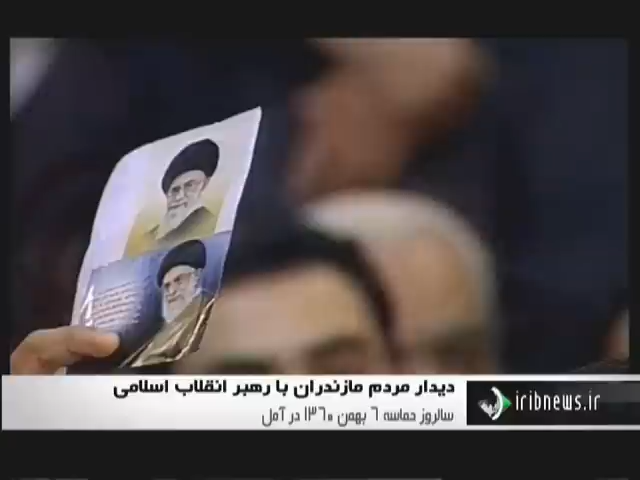 دیدار مردم مازندران با رهبر انقلاب اسلامی
سالروز حماسه ۶ بهمن ۱۳۶۰ در آمل
iribnews.ir